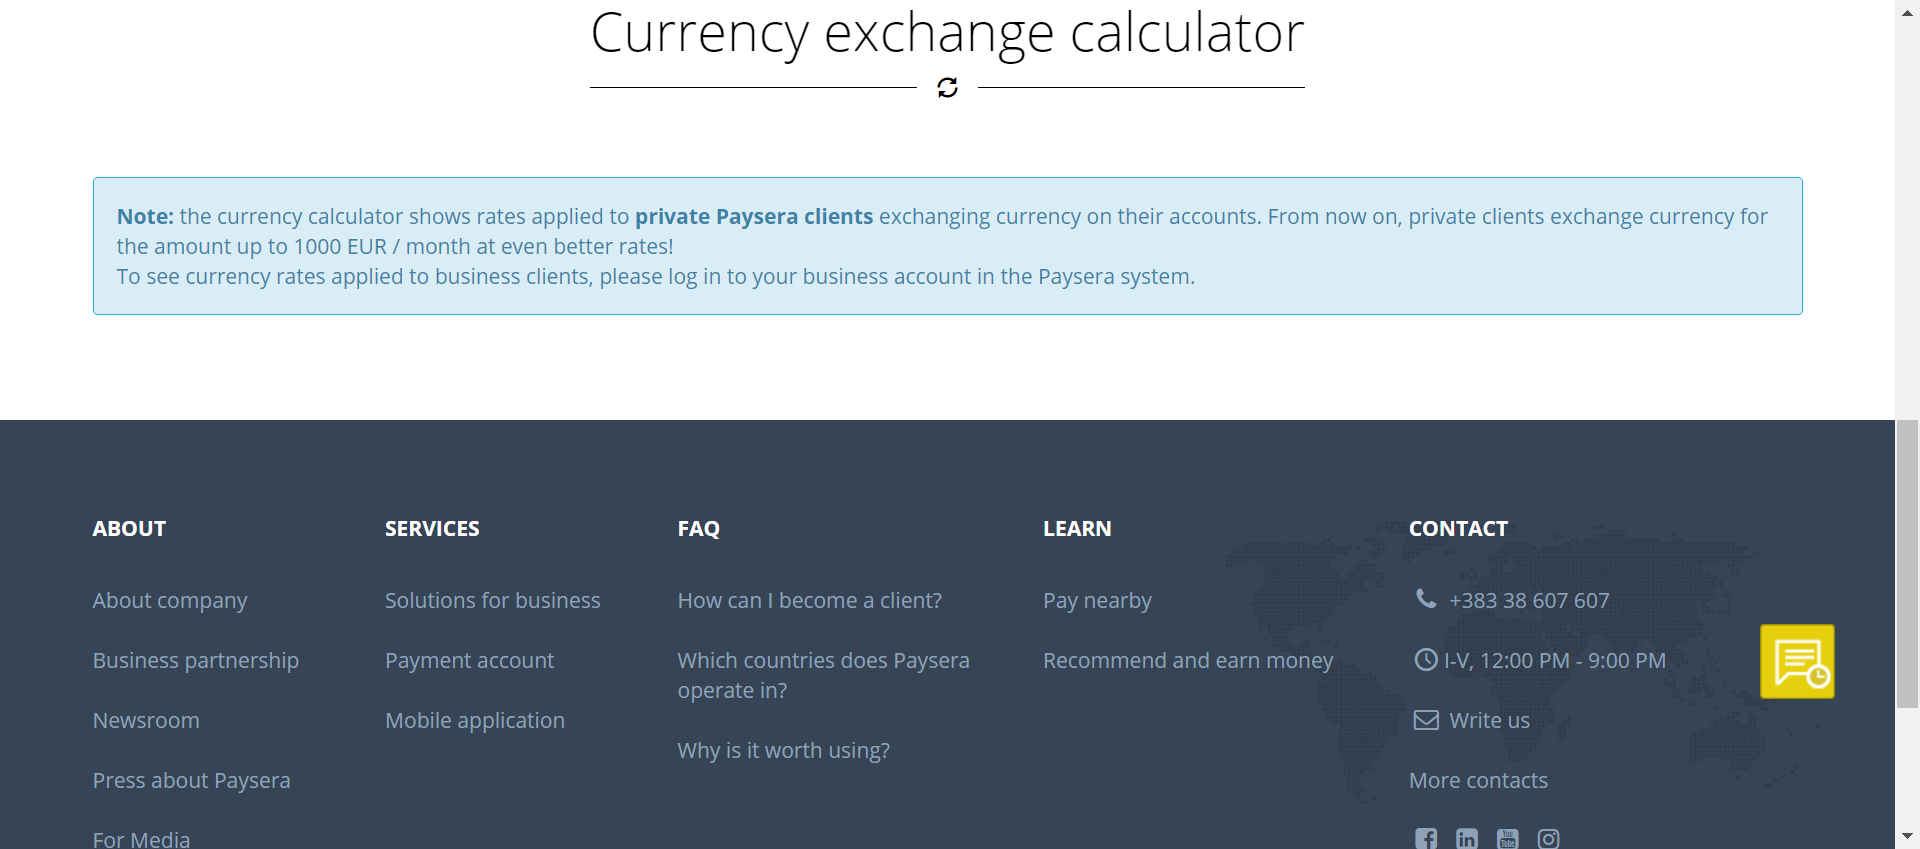 Currency exchange calculator
Note: the currency calculator shows rates applied to private Paysera clients exchanging currency on their accounts. From now on, private clients exchange currency for
the amount up to 1000 EUR / month at even better rates!
To see currency rates applied to business clients, please log in to your business account in the Paysera system.
ABOUT
About company
Business partnership
Newsroom
Press about Paysera
For Media
SERVICES
Solutions for business
Payment account
Mobile application
FAQ
How can I become a client?
Which countries does Paysera
operate in?
Why is it worth using?
LEARN
Pay nearby
Recommend and earn money
CONTACT
+383 38 607 607
I-V, 12:00 PM - 9:00 PM
Write us
More contacts